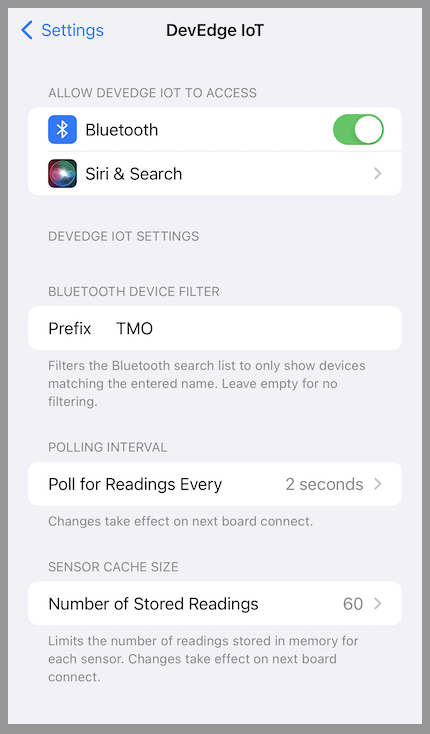 Settings
DevEdge IoT
ALLOW DEVEDGE IOT TO ACCESS
Bluetooth
Siri & Search
DEVEDGE IOT SETTINGS
BLUETOOTH DEVICE FILTER
Prefix TMO
Filters the Bluetooth search list to only show devices
matching the entered name. Leave empty for no
filtering.
POLLING INTERVAL
Poll for Readings Every 2 seconds
Changes take effect on next board connect.
SENSOR CACHE SIZE
Number of Stored Readings 60
Limits the number of readings stored in memory for
each sensor. Changes take effect on next board
connect.